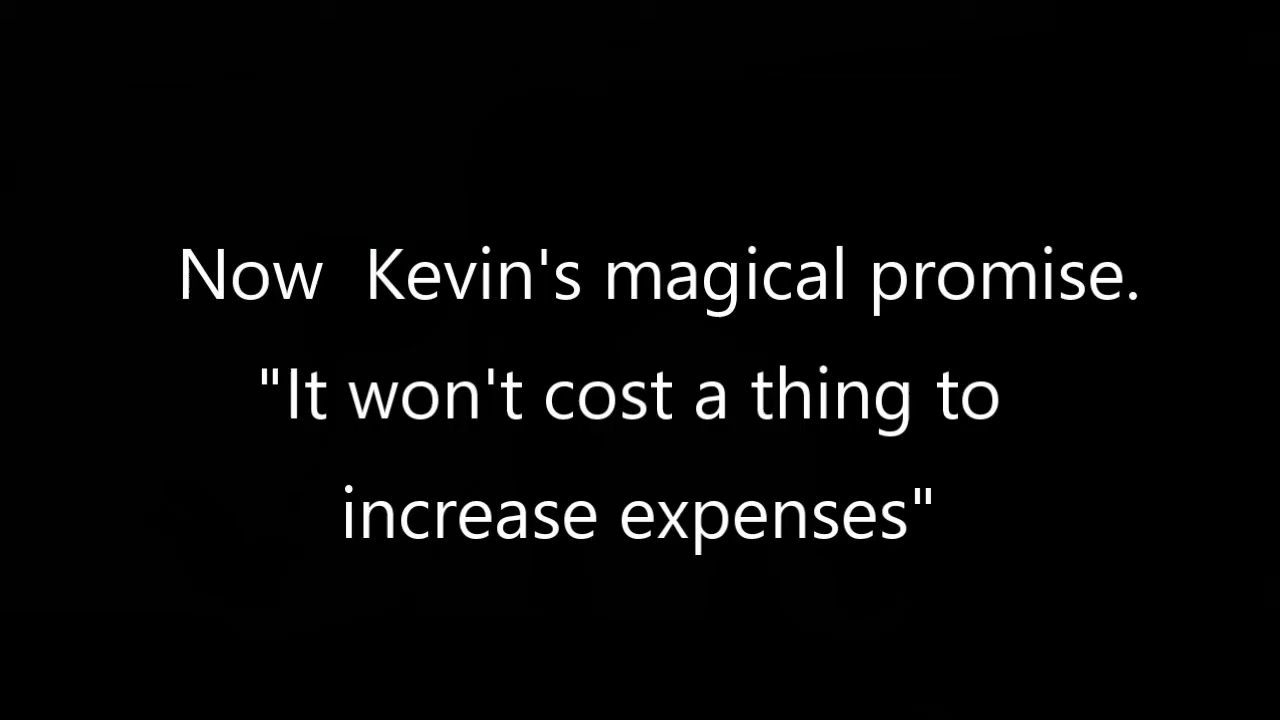 Now  Kevin's magical promise.
"It won't cost a thing to
increase expenses"